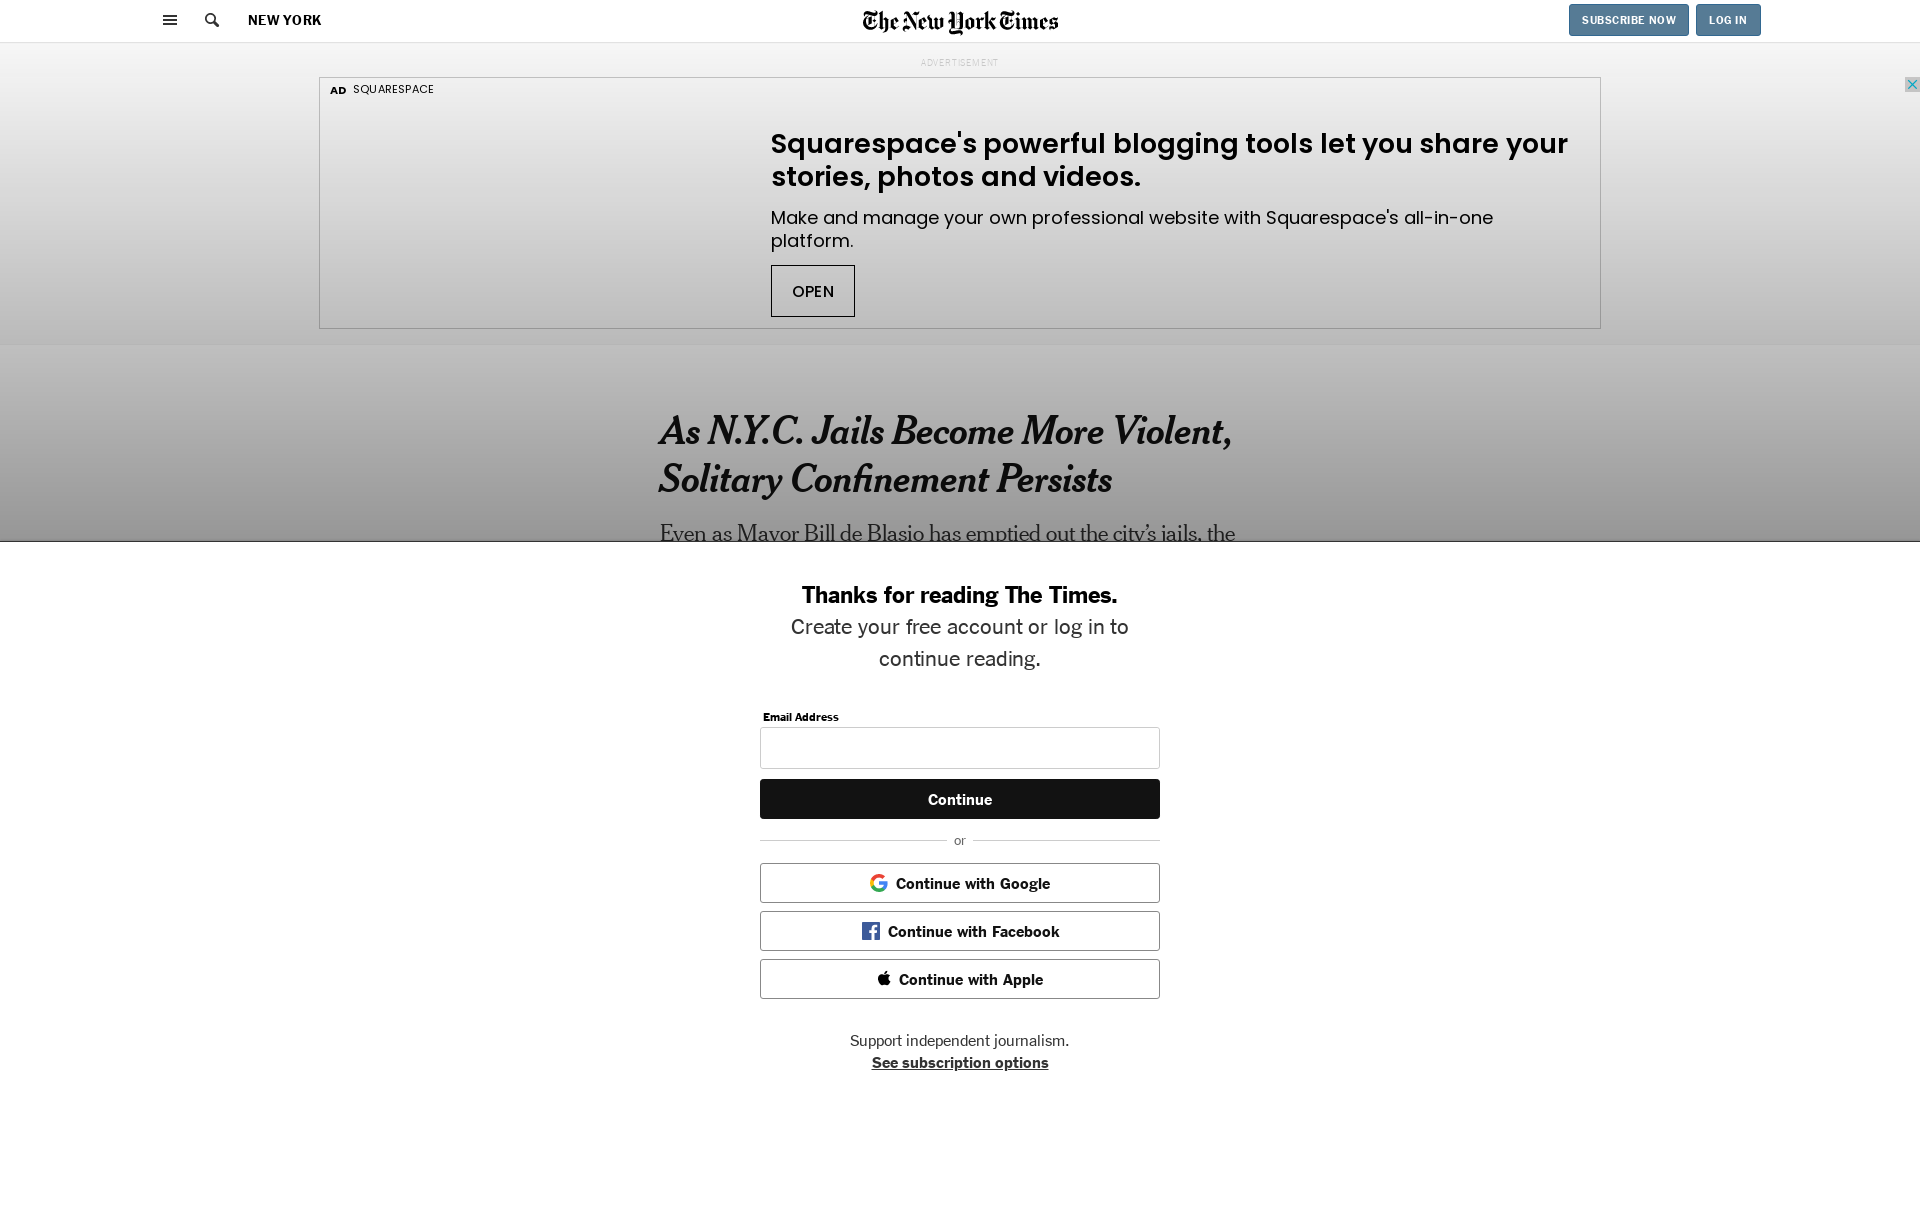 NEW YORK
The New York Times
SUBSCRIBE NOW
LOG IN
ADVERTISEMENT
AD SQUARESPACE
Squarespace's powerful blogging tools let you share your
stories, photos and videos.
Make and manage your own professional website with Squarespace's all-in-one
platform.
OPEN
As N.Y.C. Jails Become More Violent,
Solitary Confinement Persists
Even as Mayor Bill de Blasio has emptied out the city’s jails, the
Thanks for reading The Times.
Create your free account or log in to
continue reading.
Email Address
Continue
or
Continue with Google
Continue with Facebook
Continue with Apple
Support independent journalism.
See subscription options